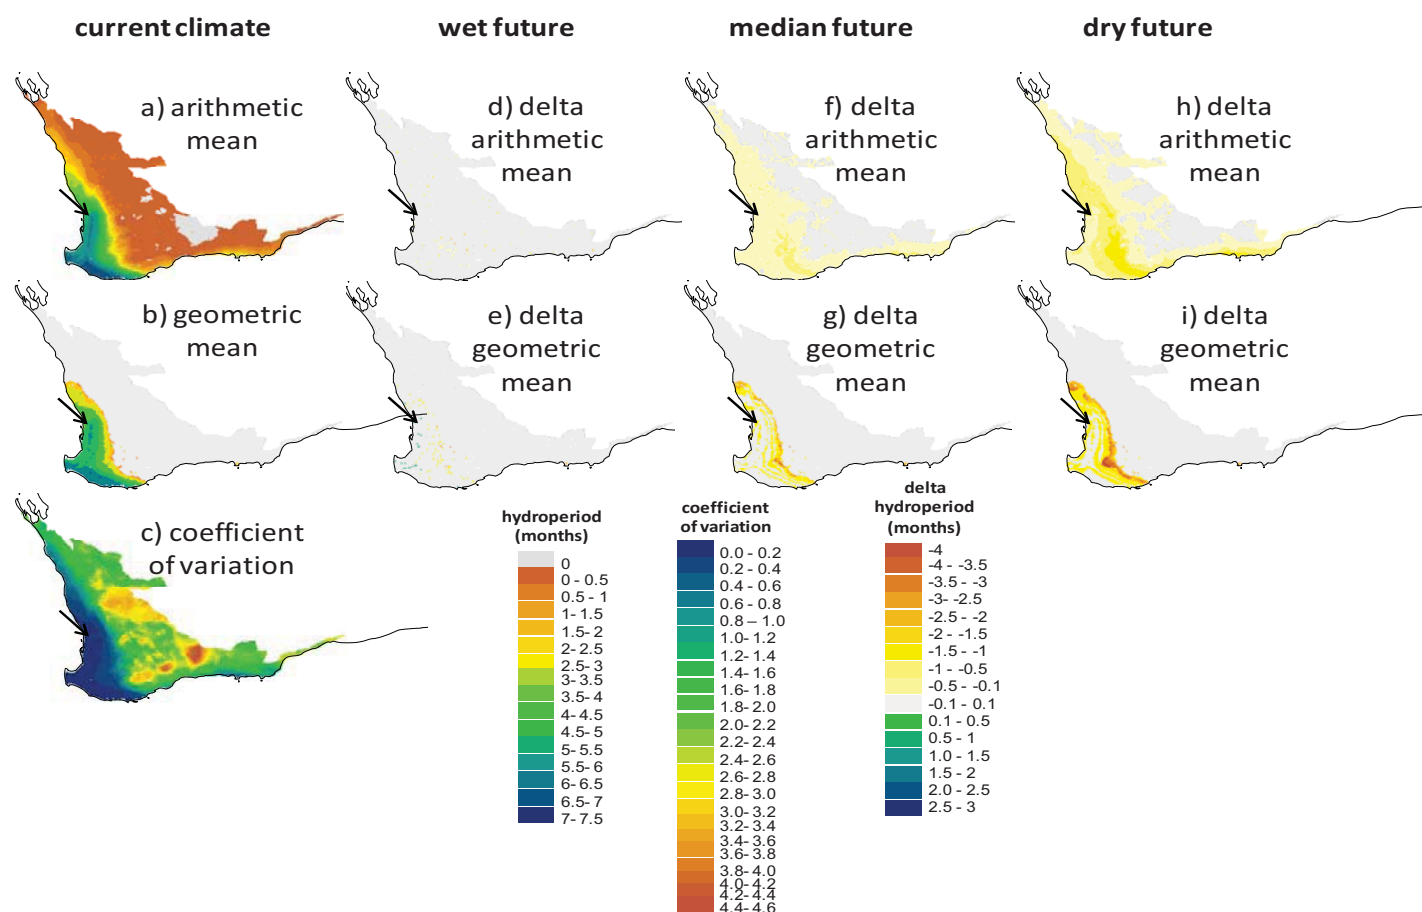 current climate
wet future
median future
dry future
a) arithmetic
mean
d) delta
arithmetic
mean
f) delta
arithmetic
mean
h) delta
arithmetic
mean
b) geometric
mean
e) delta
geometric
mean
g) delta
geometric
mean
i) delta
geometric
mean
c) coefficient
of variation
hydroperiod
(months)
0
0 - 0.5
0.5 - 1
1- 1.5
1.5- 2
2- 2.5
2.5- 3
3- 3.5
3.5- 4
4- 4.5
4.5- 5
5- 5.5
5.5- 6
6- 6.5
6.5- 7
7- 7.5
coefficient
of variation
0.0 - 0.2
0.2 - 0.4
0.4 - 0.6
0.6 - 0.8
0.8 – 1.0
1.0- 1.2
1.2- 1.4
1.4 - 1.6
1.6 - 1.8
1.8 - 2.0
2.0 - 2.2
2.2 - 2.4
2.4 - 2.6
2.6 - 2.8
2.8 - 3.0
3.0 - 3.2
3.2 - 3.4
3.4 - 3.6
3.6 - 3.8
3.8 - 4.0
4.0 - 4.2
4.2- 4.4
4.4- 4.6
delta
hydroperiod
(months)
-4
-4 - -3.5
-3.5 - -3
-3- -2.5
-2.5 - -2
-2 - -1.5
-1.5 - -1
-1 - -0.5
-0.5 - -0.1
-0.1 - 0.1
0.1 - 0.5
0.5 - 1
1.0 - 1.5
1.5 - 2
2.0 - 2.5
2.5 - 3